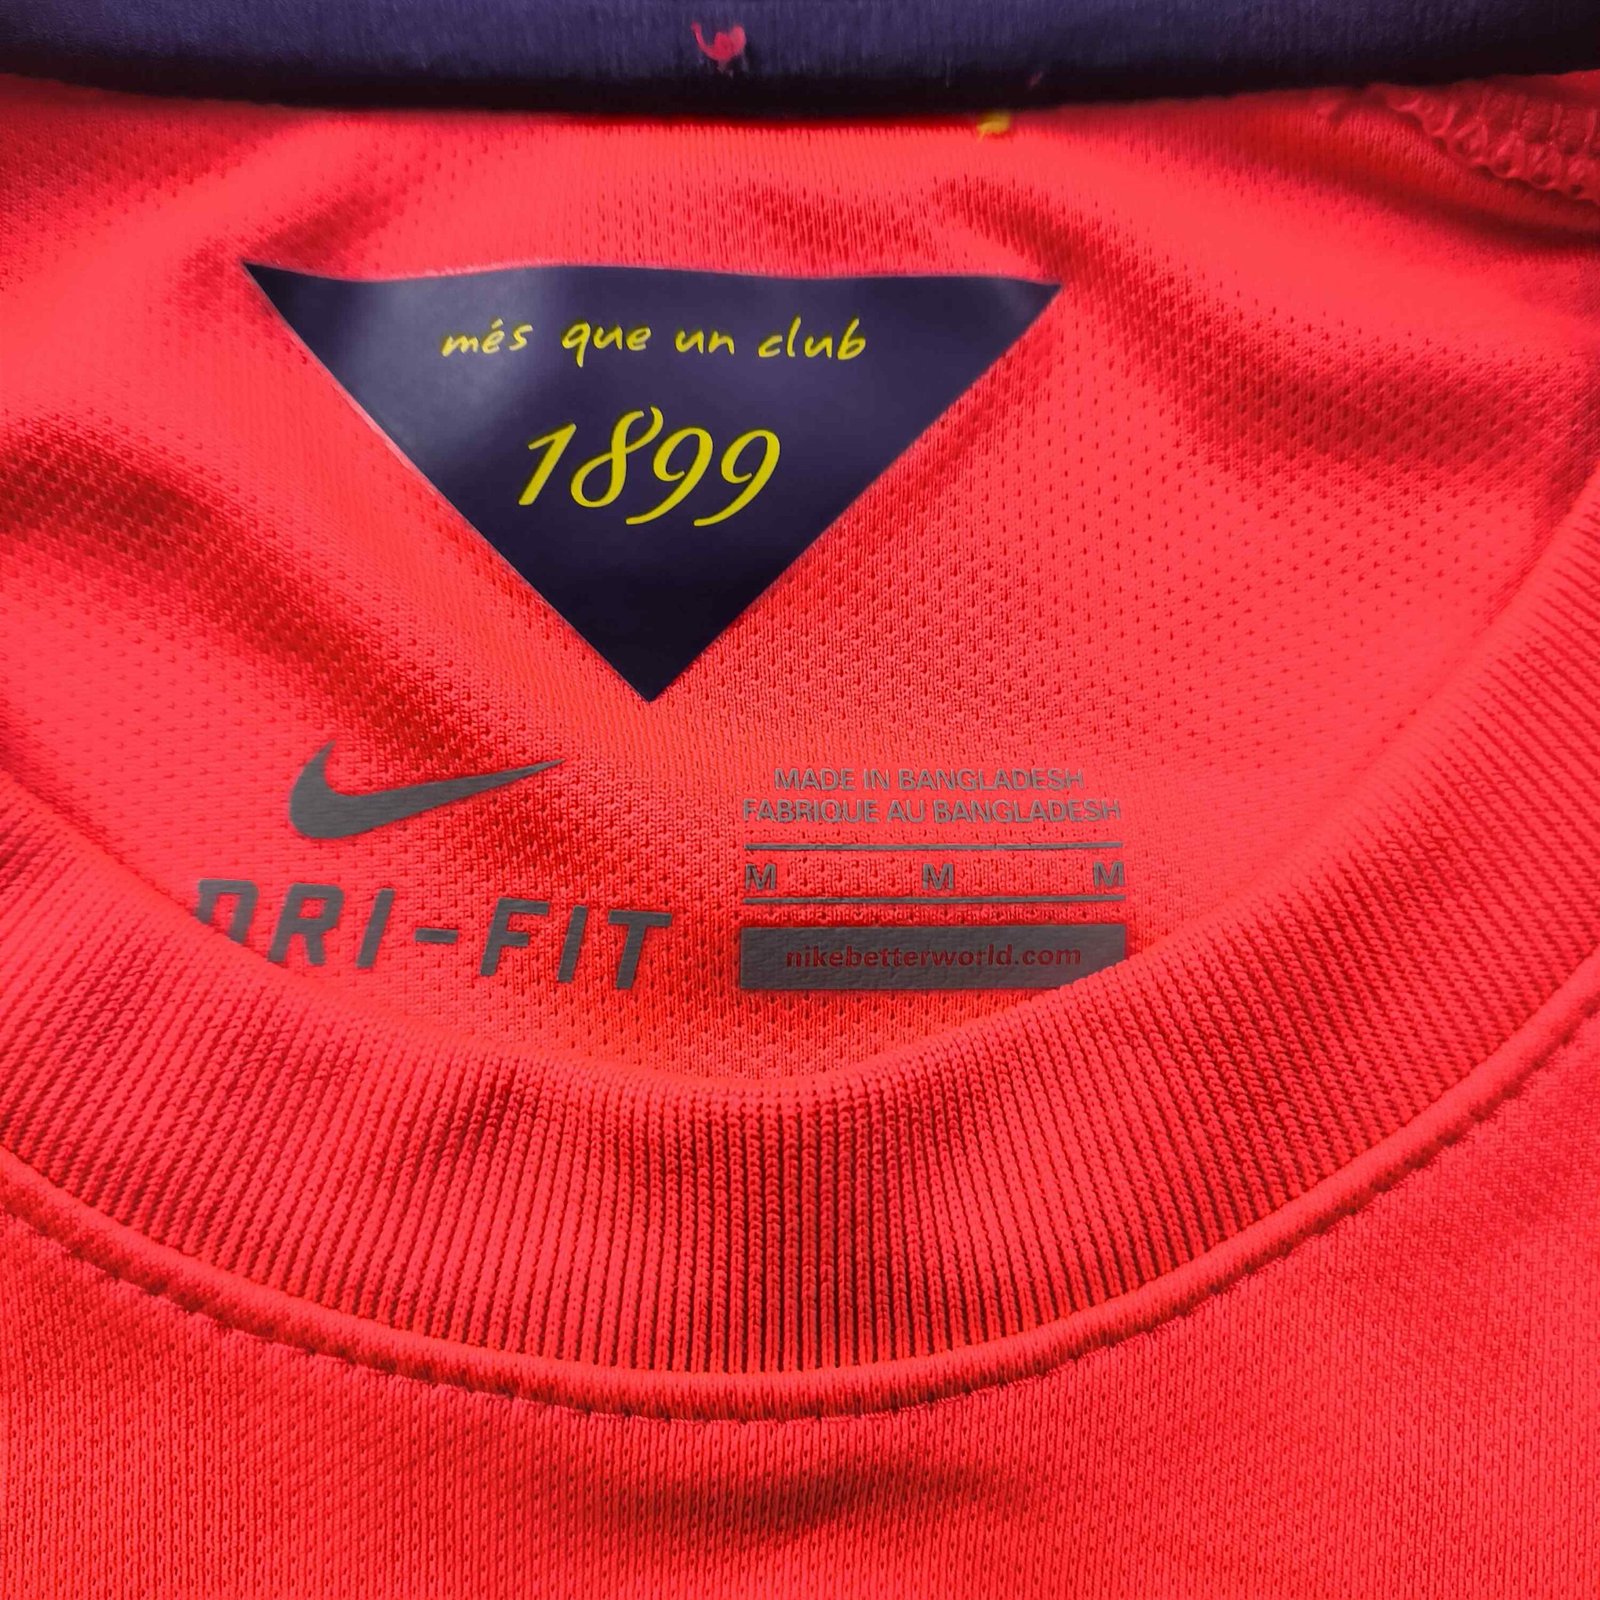 més que un club
1899
DRI-FIT
MADE IN BANGLADESH
FABRIQUE AU BANGLADESH
M M M
nikebetterworld.com